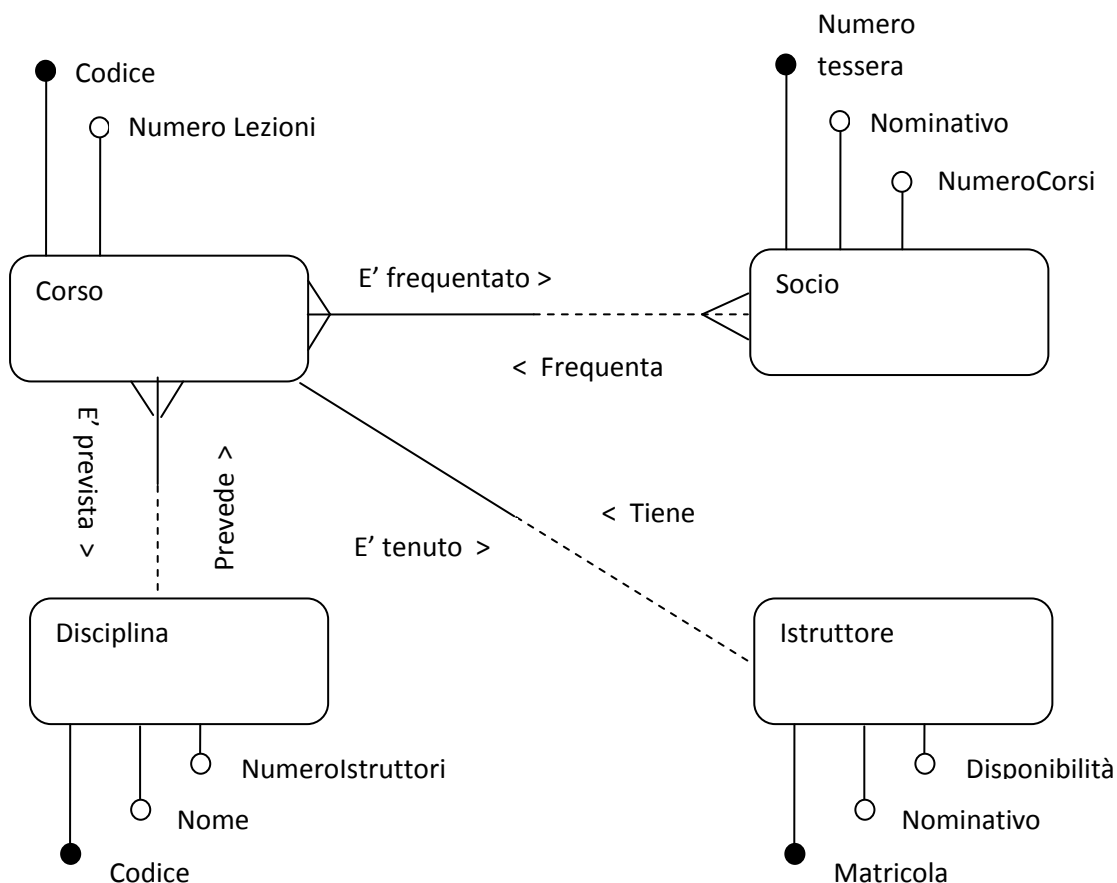 Numero
tessera
Codice
Numero Lezioni
Nominativo
NumeroCorsi
Corso
E’ frequentato >
Socio
< Frequenta
E’ prevista >
Prevede >
< Tiene
E’ tenuto >
Disciplina
Istruttore
NumeroIstruttori
Disponibilità
Nome
Nominativo
Codice
Matricola